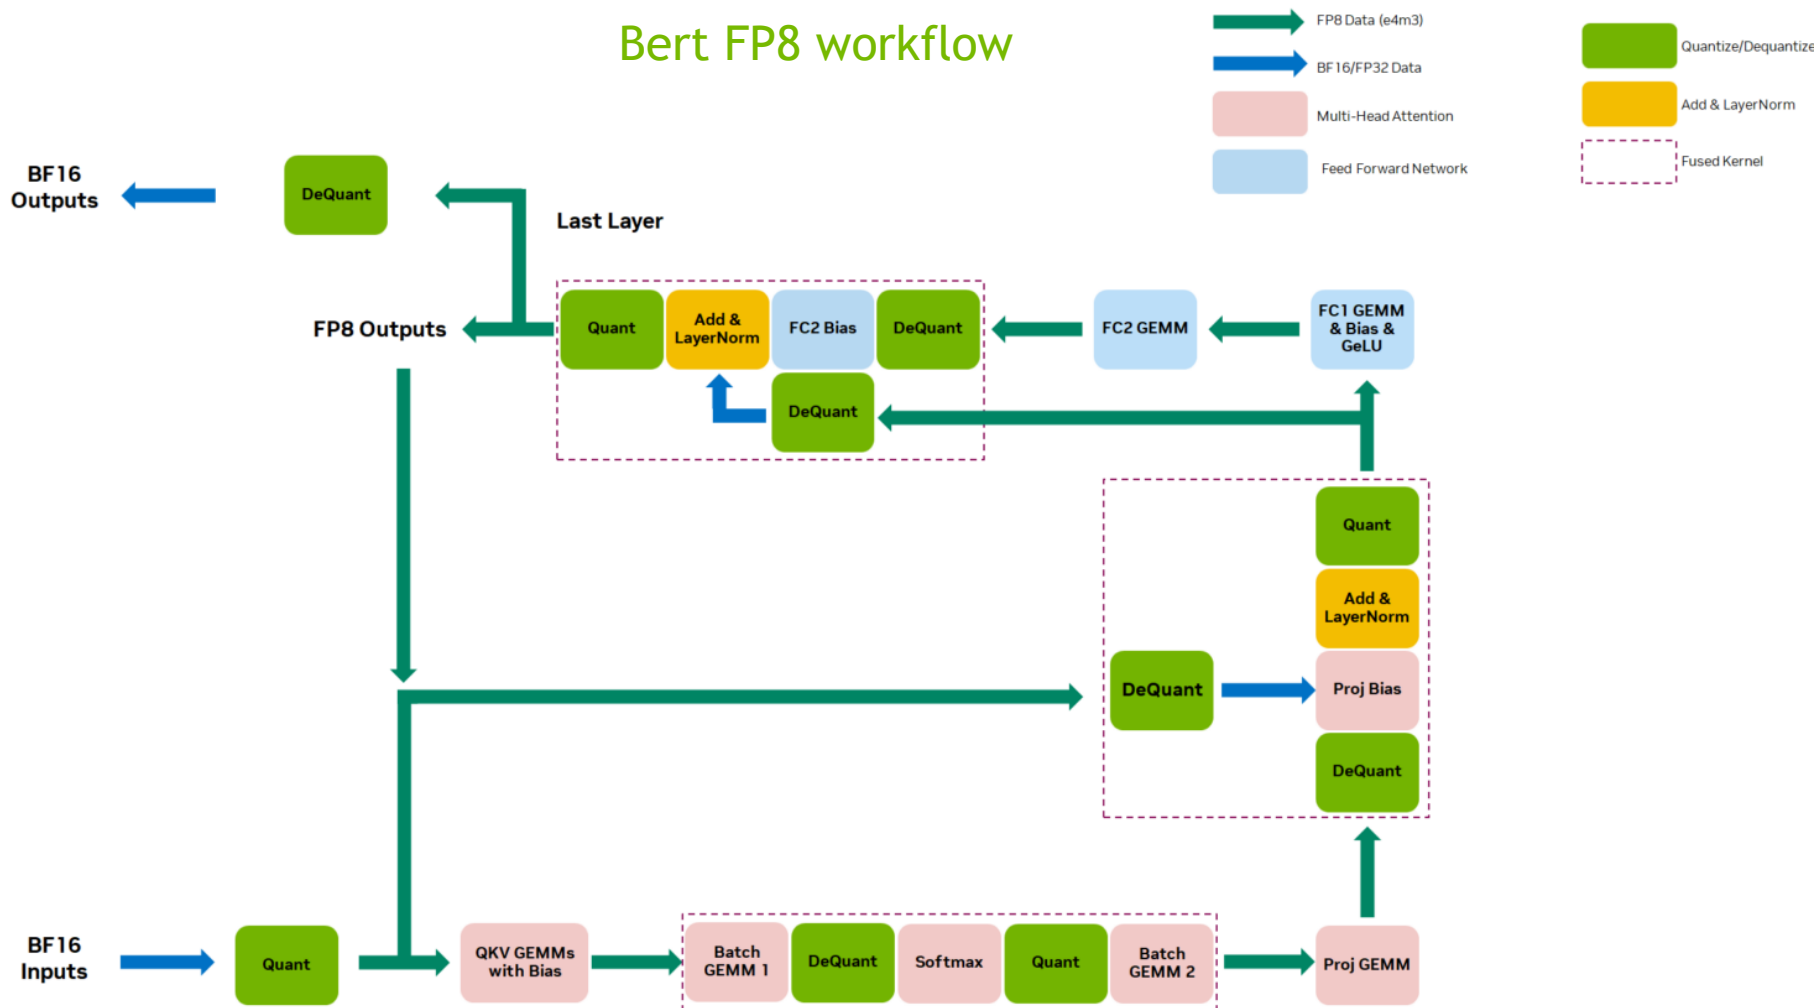 Bert FP8 workflow
FP8 Data (e4m3)
BF16/FP32 Data
Multi-Head Attention
Feed Forward Network
Quantize/Dequantize
Add & LayerNorm
Fused Kernel
BF16
Outputs
DeQuant
Last Layer
FP8 Outputs
Quant
Add &
LayerNorm
FC2 Bias
DeQuant
FC2 GEMM
FC1 GEMM
& Bias &
GeLU
DeQuant
Quant
Add &
LayerNorm
DeQuant
Proj Bias
DeQuant
BF16
Inputs
Quant
QKV GEMMs
with Bias
Batch
GEMM 1
DeQuant
Softmax
Quant
Batch
GEMM 2
Proj GEMM